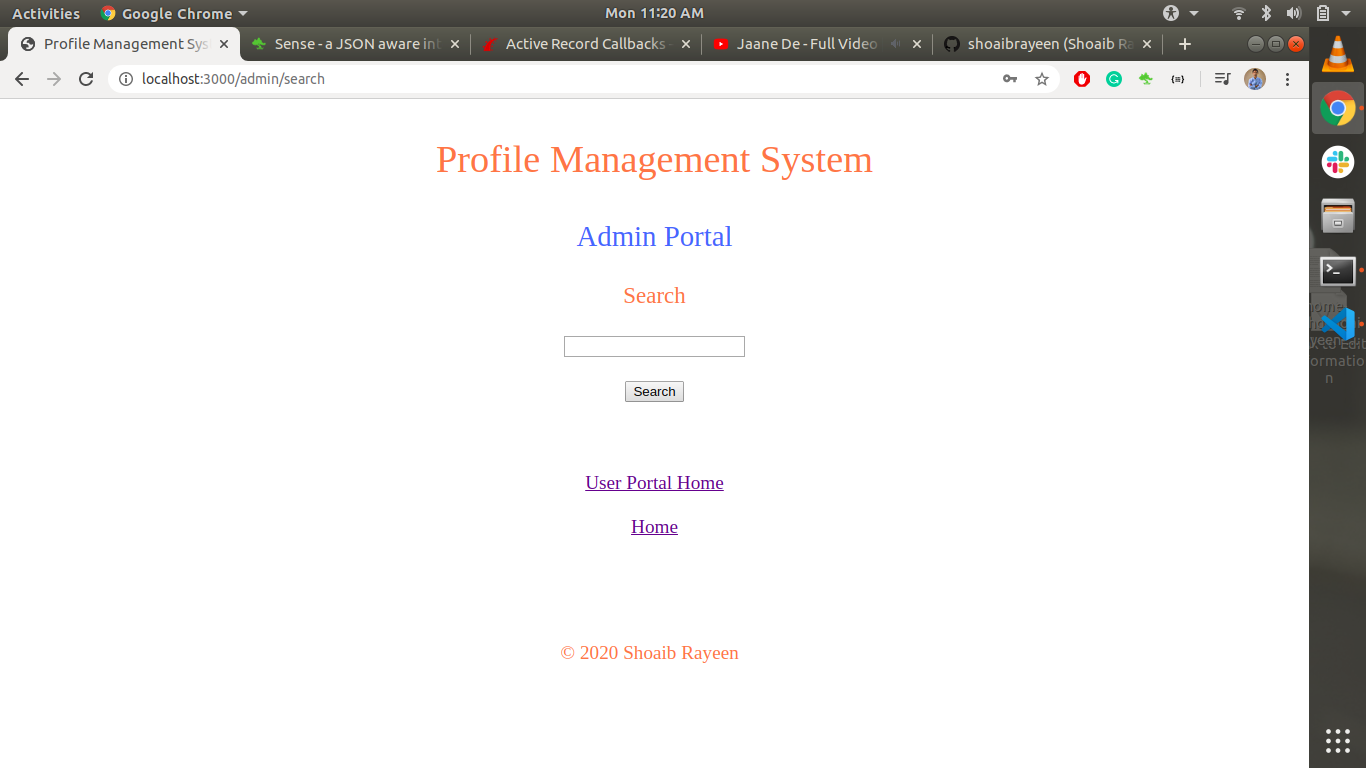 Activities Google Chrome Mon 11:20 AM
Profile Management Sys Sense - a JSON aware int Active Record Callbacks - Jaane De - Full Video shoaibrayeen (Shoaib Ra
localhost:3000/admin/search
Profile Management System
Admin Portal
Search
Search
User Portal Home
Home
© 2020 Shoaib Rayeen
ormatio
n